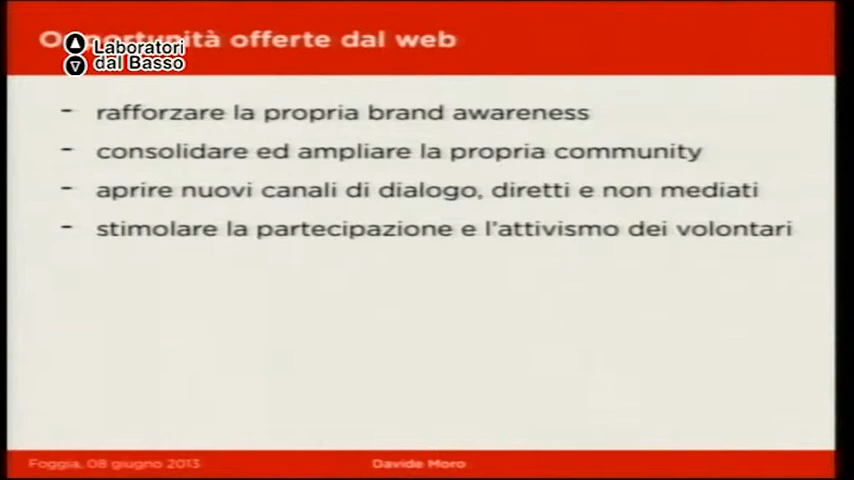 Opportunità offerte dal web
Laboratori
dal Basso
- rafforzare la propria brand awareness
- consolidare ed ampliare la propria community
- aprire nuovi canali di dialogo, diretti e non mediati
- stimolare la partecipazione e l'attivismo dei volontari
Foggia, 08 giugno 2013
Davide Moro